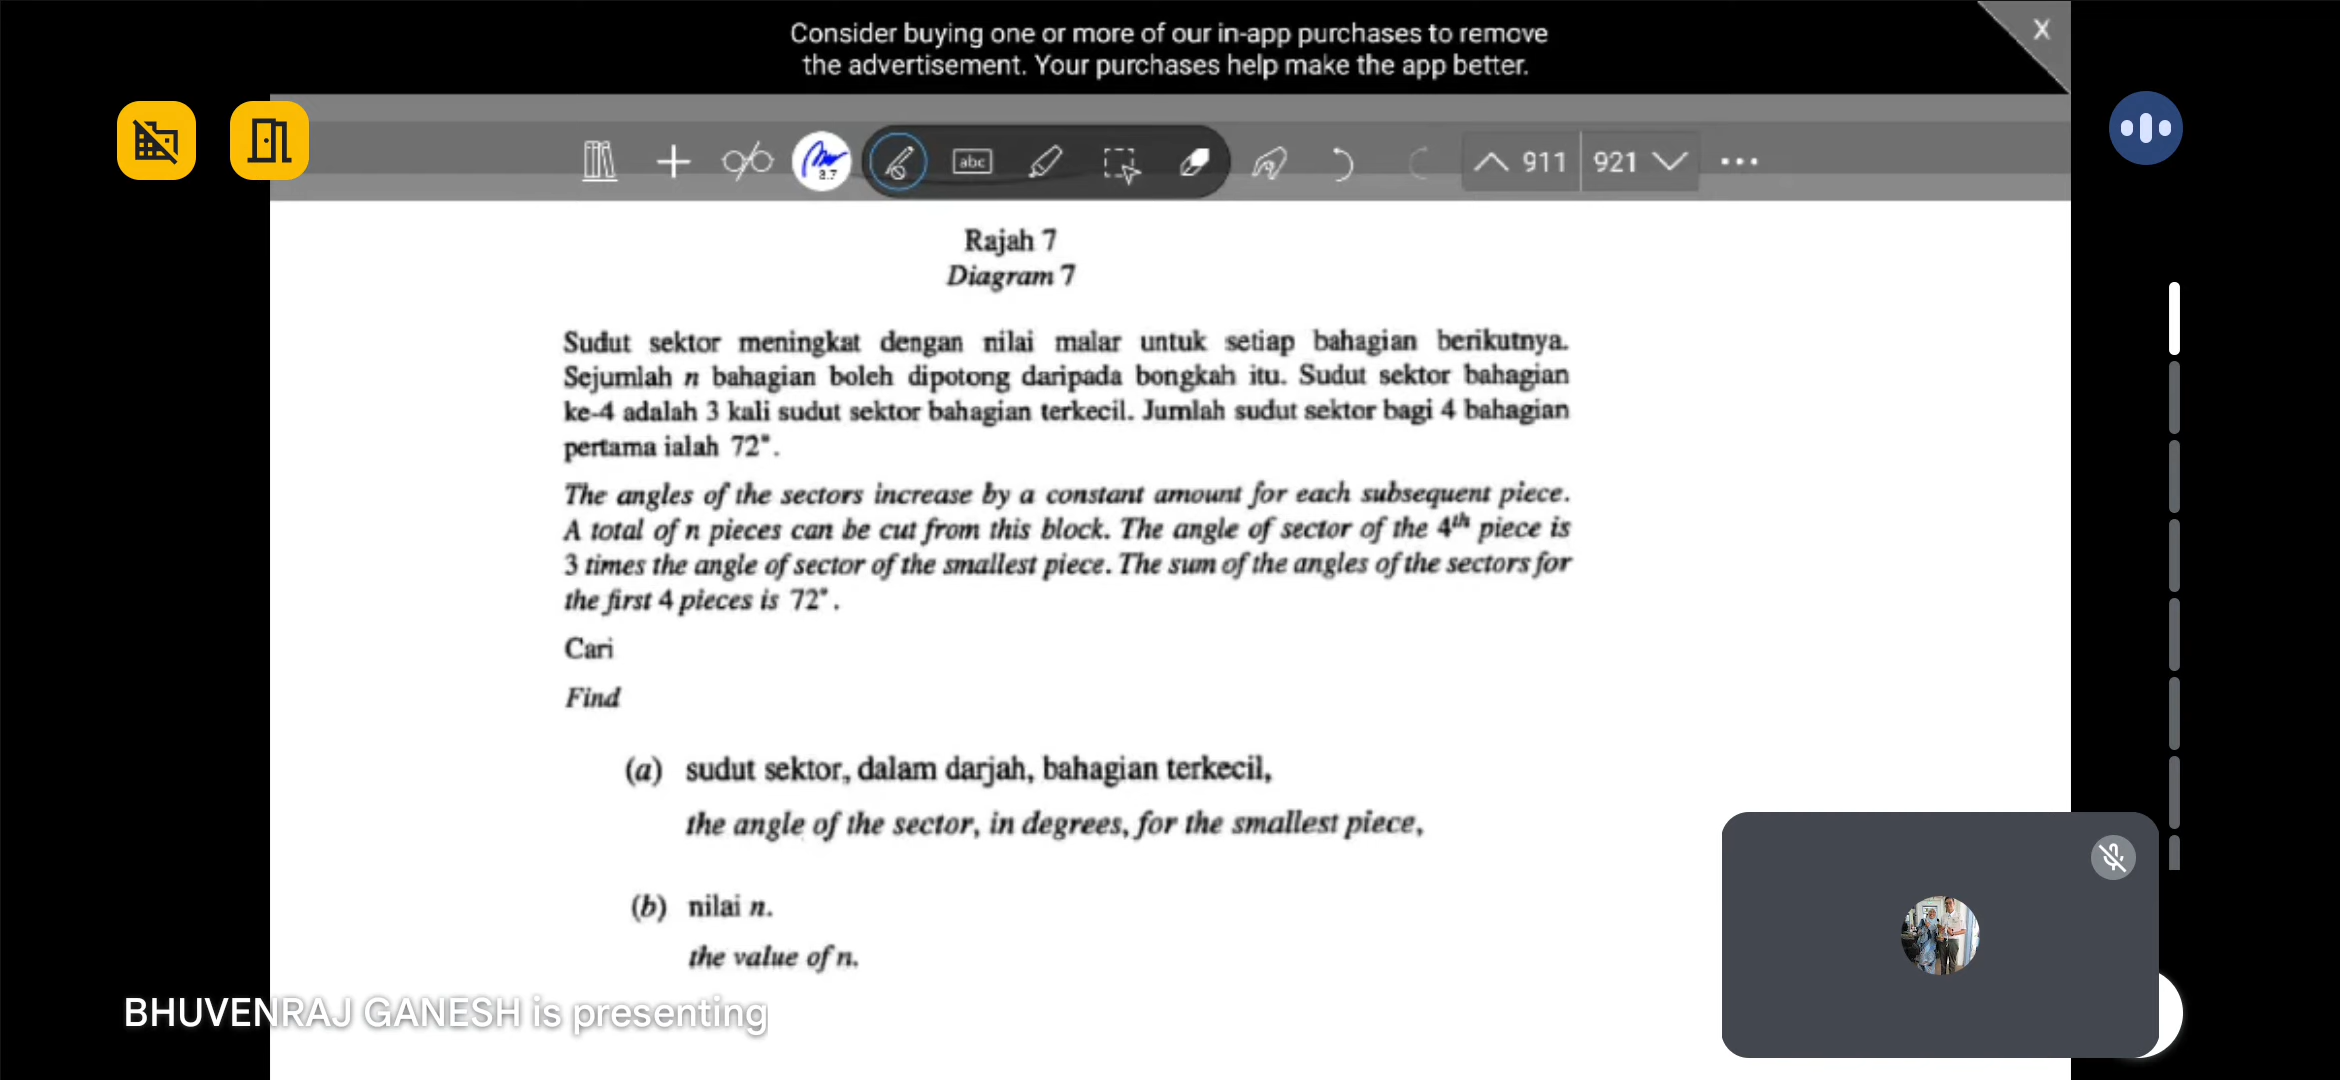 Consider buying one or more of our in-app purchases to remove
the advertisement. Your purchases help make the app better.
X
3.7
abc
911
921
Rajah 7
Diagram 7
Sudut sektor meningkat dengan nilai malar untuk setiap bahagian berikutnya.
Sejumlah n bahagian boleh dipotong daripada bongkah itu. Sudut sektor bahagian
ke-4 adalah 3 kali sudut sektor bahagian terkecil. Jumlah sudut sektor bagi 4 bahagian
pertama ialah 72°.
The angles of the sectors increase by a constant amount for each subsequent piece.
A total of n pieces can be cut from this block. The angle of sector of the 4th piece is
3 times the angle of sector of the smallest piece. The sum of the angles of the sectors for
the first 4 pieces is 72°.
Cari
Find
(a) sudut sektor, dalam darjah, bahagian terkecil,
the angle of the sector, in degrees, for the smallest piece,
(b) nilai n.
the value of n.
BHUVENRAJ GANESH is presenting